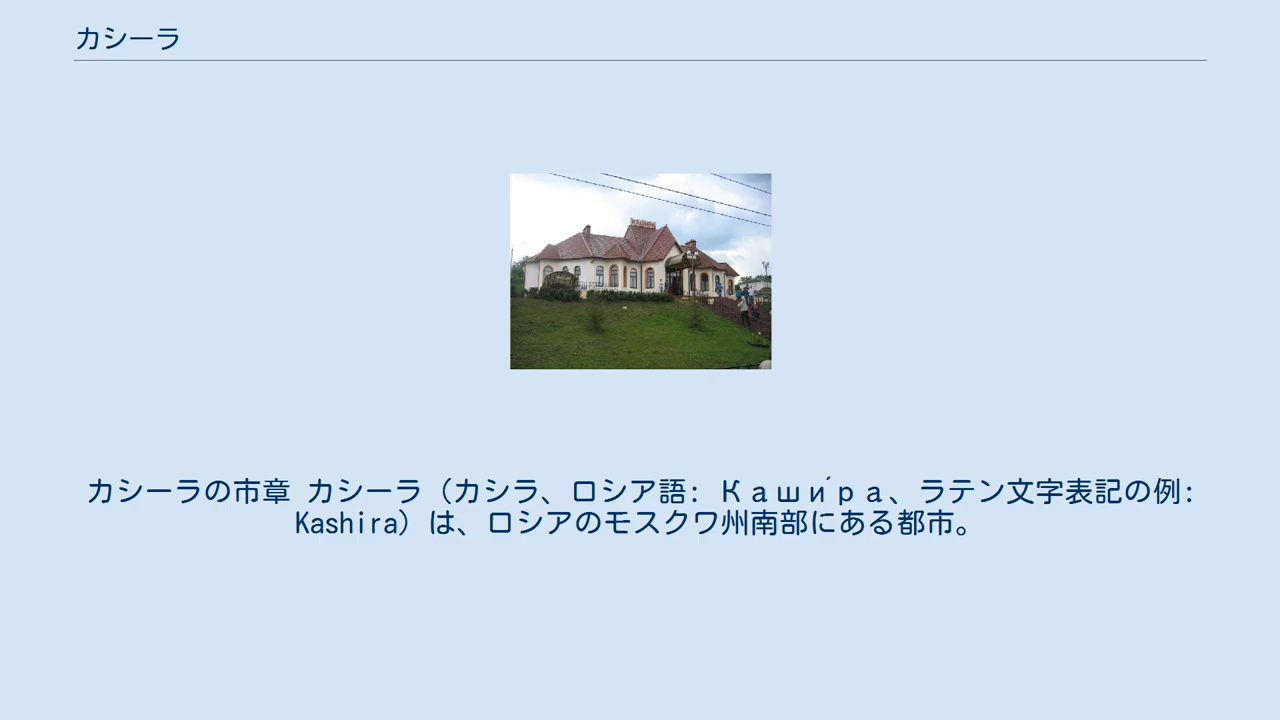 カシーラ
カシーラの市章 カシーラ（カシラ、ロシア語: Каши́ра、ラテン文字表記の例:
Kashira）は、ロシアのモスクワ州南部にある都市。